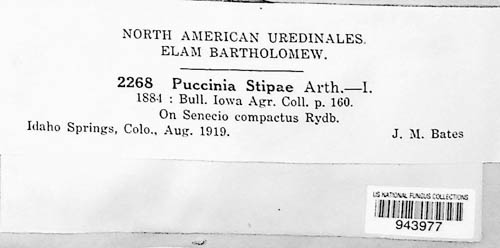 NORTH AMERICAN UREDINALES.
ELAM BARTHOLOMEW.
2268 Puccinia Stipae Arth.—I.
1884 : Bull. Iowa Agr. Coll. p. 160.
On Senecio compactus Rydb.
Idaho Springs, Colo., Aug. 1919. J. M. Bates
US NATIONAL FUNGUS COLLECTIONS
943977